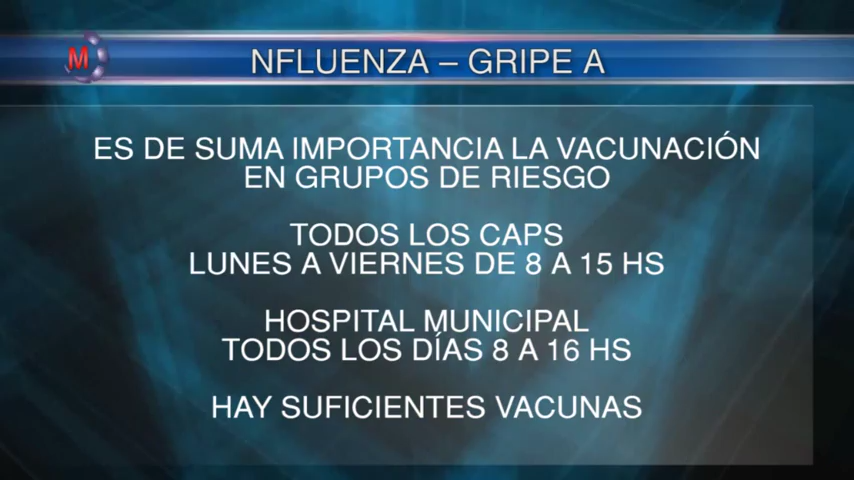 M
NFLUENZA – GRIPE A
ES DE SUMA IMPORTANCIA LA VACUNACIÓN
EN GRUPOS DE RIESGO
TODOS LOS CAPS
LUNES A VIERNES DE 8 A 15 HS
HOSPITAL MUNICIPAL
TODOS LOS DÍAS 8 A 16 HS
HAY SUFICIENTES VACUNAS